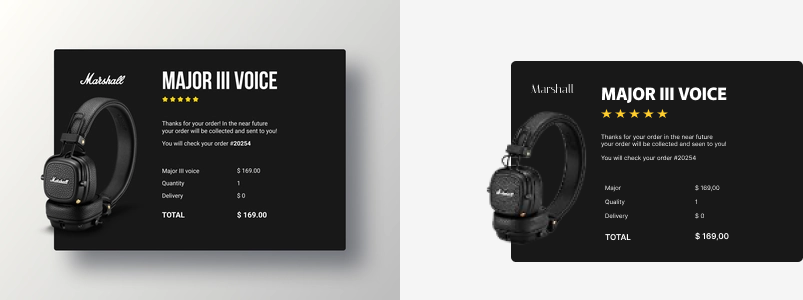 Marshall
MAJOR III VOICE
Thanks for your order! In the near future
your order will be collected and sent to you!
You will check your order #20254
Major III voice $ 169.00
Quantity 1
Delivery $ 0
TOTAL $ 169.00
Marshall
Marshall
MAJOR III VOICE
Thanks for your order in the near future
your order will be collected and seen to you!
You will check your order #20254
Major $ 169,00
Quality 1
Delivery $ 0
TOTAL $ 169,00
Marshall